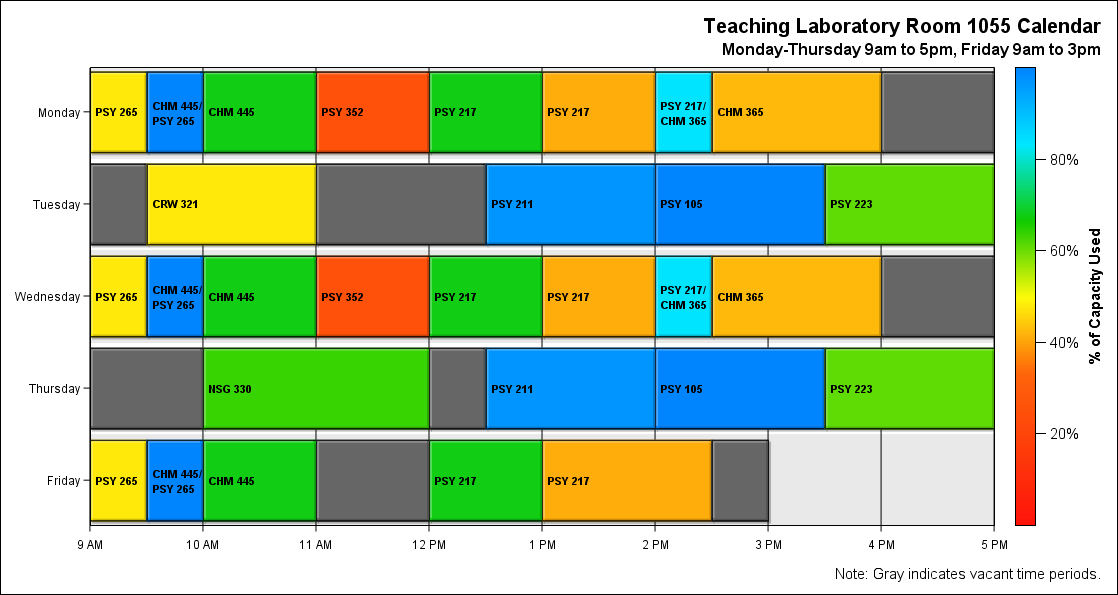 Teaching Laboratory Room 1055 Calendar
Monday-Thursday 9am to 5pm, Friday 9am to 3pm
Monday
PSY 265
CHM 445/
PSY 265
CHM 445
PSY 352
PSY 217
PSY 217
PSY 217/
CHM 365
CHM 365
Tuesday
CRW 321
PSY 211
PSY 105
PSY 223
Wednesday
PSY 265
CHM 445/
PSY 265
CHM 445
PSY 352
PSY 217
PSY 217
PSY 217/
CHM 365
CHM 365
Thursday
NSG 330
PSY 211
PSY 105
PSY 223
Friday
PSY 265
CHM 445/
PSY 265
CHM 445
PSY 217
PSY 217
9 AM 10 AM 11 AM 12 PM 1 PM 2 PM 3 PM 4 PM 5 PM
80%
60%
40%
20%
% of Capacity Used
Note: Gray indicates vacant time periods.